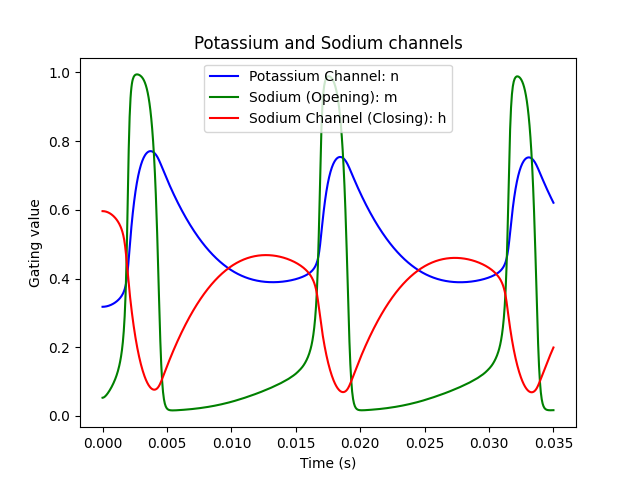 Potassium and Sodium channels
Potassium Channel: n
Sodium (Opening): m
Sodium Channel (Closing): h
Gating value
1.0
0.8
0.6
0.4
0.2
0.0
0.000 0.005 0.010 0.015 0.020 0.025 0.030 0.035
Time (s)